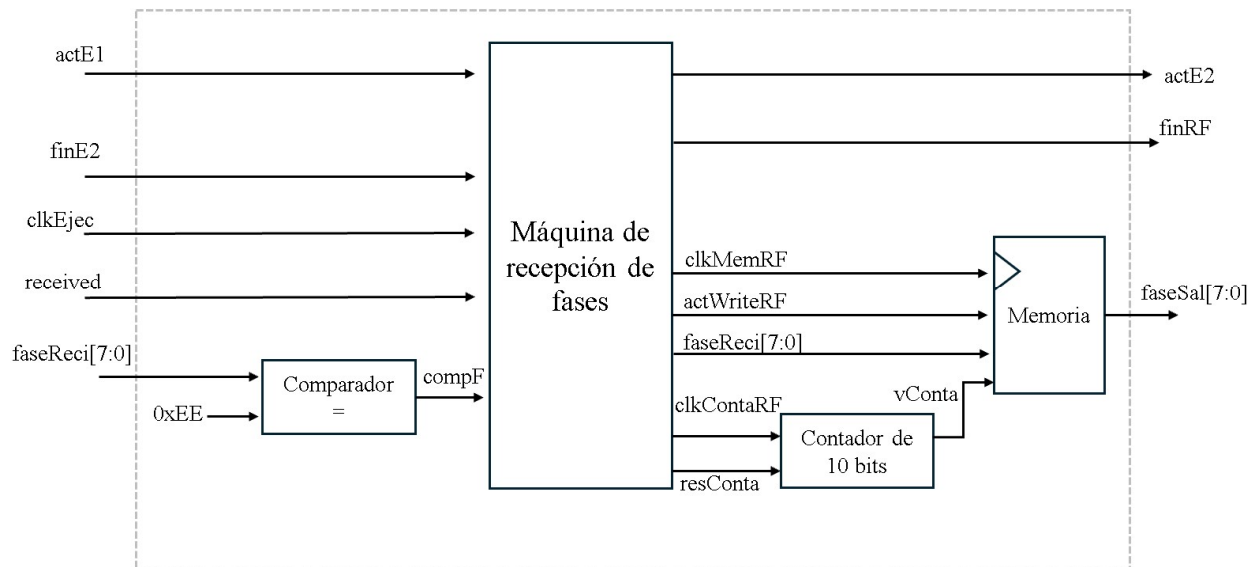 actE1
actE2
finRF
finE2
clkEjec
Máquina de
recepción de
fases
clkMemRF
received
faseSal[7:0]
actWriteRF
Memoria
faseReci[7:0]
faseReci[7:0]
Comparador
=
compF
vConta
0xEE
clkContaRF
Contador de
10 bits
resConta